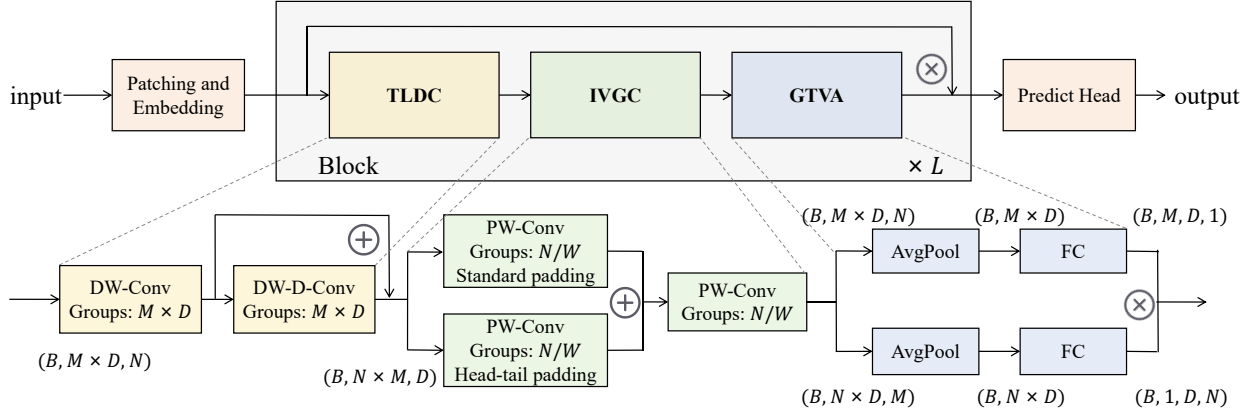 input
Patching and
Embedding
TLDC
IVGC
GTVA
Predict Head
output
Block
× L
DW-Conv
Groups: M × D
(B, M × D, N)
DW-D-Conv
Groups: M × D
(B, N × M, D)
PW-Conv
Groups: N/W
Standard padding
PW-Conv
Groups: N/W
Head-tail padding
PW-Conv
Groups: N/W
(B, M × D, N)
(B, M × D)
(B, M, D, 1)
AvgPool
FC
AvgPool
FC
(B, N × D, M)
(B, N × D)
(B, 1, D, N)